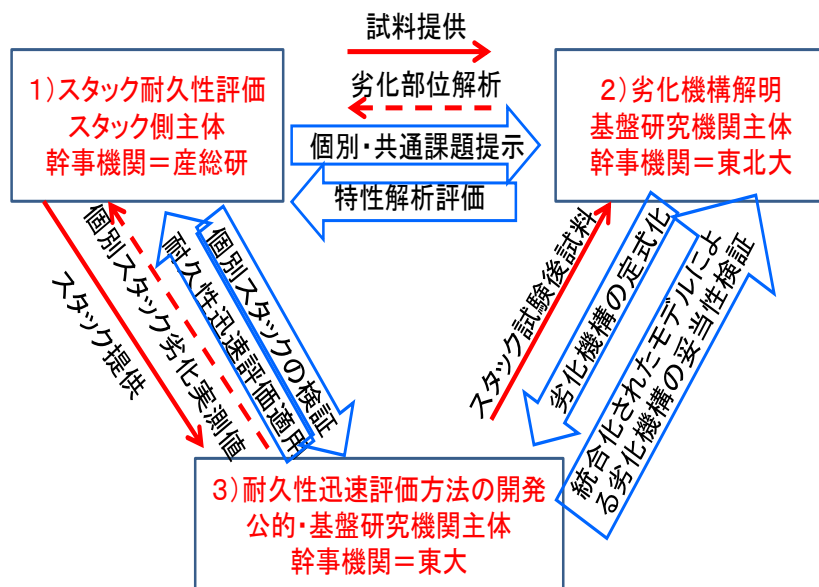 試料提供
劣化部位解析
1)スタック耐久性評価
スタック側主体
幹事機関=産総研
2)劣化機構解明
基盤研究機関主体
幹事機関=東北大
個別・共通課題提示
特性解析評価
スタック提供
個別スタック劣化実測値
耐久性迅速評価適用
個別スタックの検証
スタック試験後試料
劣化機構の定式化
統合化されたモデルによ
る劣化機構の妥当性検証
3)耐久性迅速評価方法の開発
公的・基盤研究機関主体
幹事機関=東大